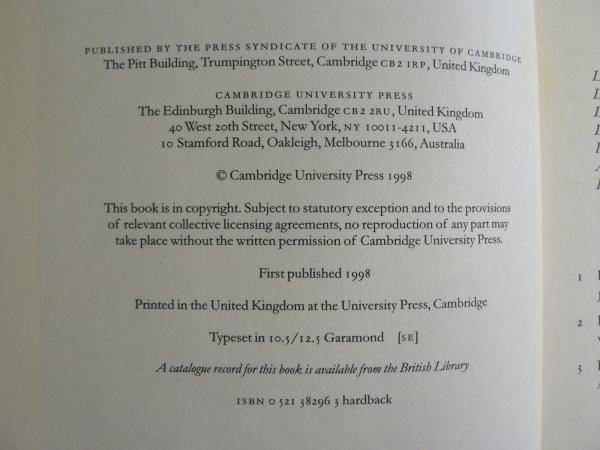 PUBLISHED BY THE PRESS SYNDICATE OF THE UNIVERSITY OF CAMBRIDGE
The Pitt Building, Trumpington Street, Cambridge CB2 1RP, United Kingdom
CAMBRIDGE UNIVERSITY PRESS
The Edinburgh Building, Cambridge CB2 2RU, United Kingdom
40 West 20th Street, New York, NY 10011-4211, USA
10 Stamford Road, Oakleigh, Melbourne 3166, Australia
© Cambridge University Press 1998
This book is in copyright. Subject to statutory exception and to the provisions
of relevant collective licensing agreements, no reproduction of any part may
take place without the written permission of Cambridge University Press.
First published 1998
Printed in the United Kingdom at the University Press, Cambridge
Typeset in 10.5/12.5 Garamond [SE]
A catalogue record for this book is available from the British Library
ISBN 0 521 38296 3 hardback
1
2
3